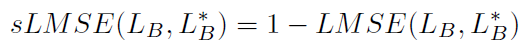 sLMSE(L_B, L_B^*) = 1 − LMSE(L_B, L_B^*)